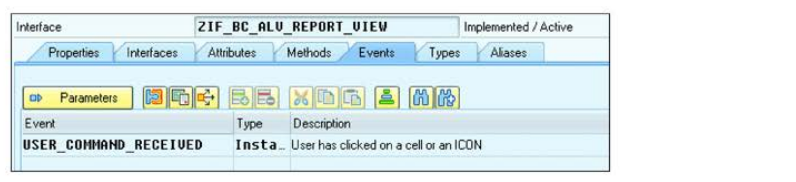 Interface ZIF_BC_ALV_REPORT_VIEW Implemented / Active
Properties Interfaces Attributes Methods Events Types Aliases
Parameters
Event Type Description
USER_COMMAND_RECEIVED Insta… User has clicked on a cell or an ICON